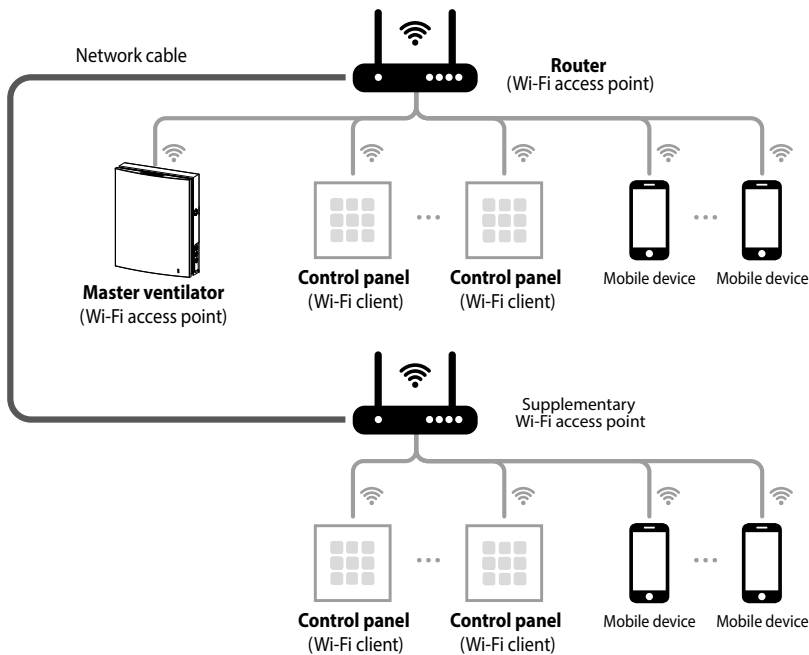 Network cable
Router
(Wi-Fi access point)
Master ventilator
(Wi-Fi access point)
Control panel
(Wi-Fi client)
Control panel
(Wi-Fi client)
Mobile device
Mobile device
Supplementary
Wi-Fi access point
Control panel
(Wi-Fi client)
Control panel
(Wi-Fi client)
Mobile device
Mobile device